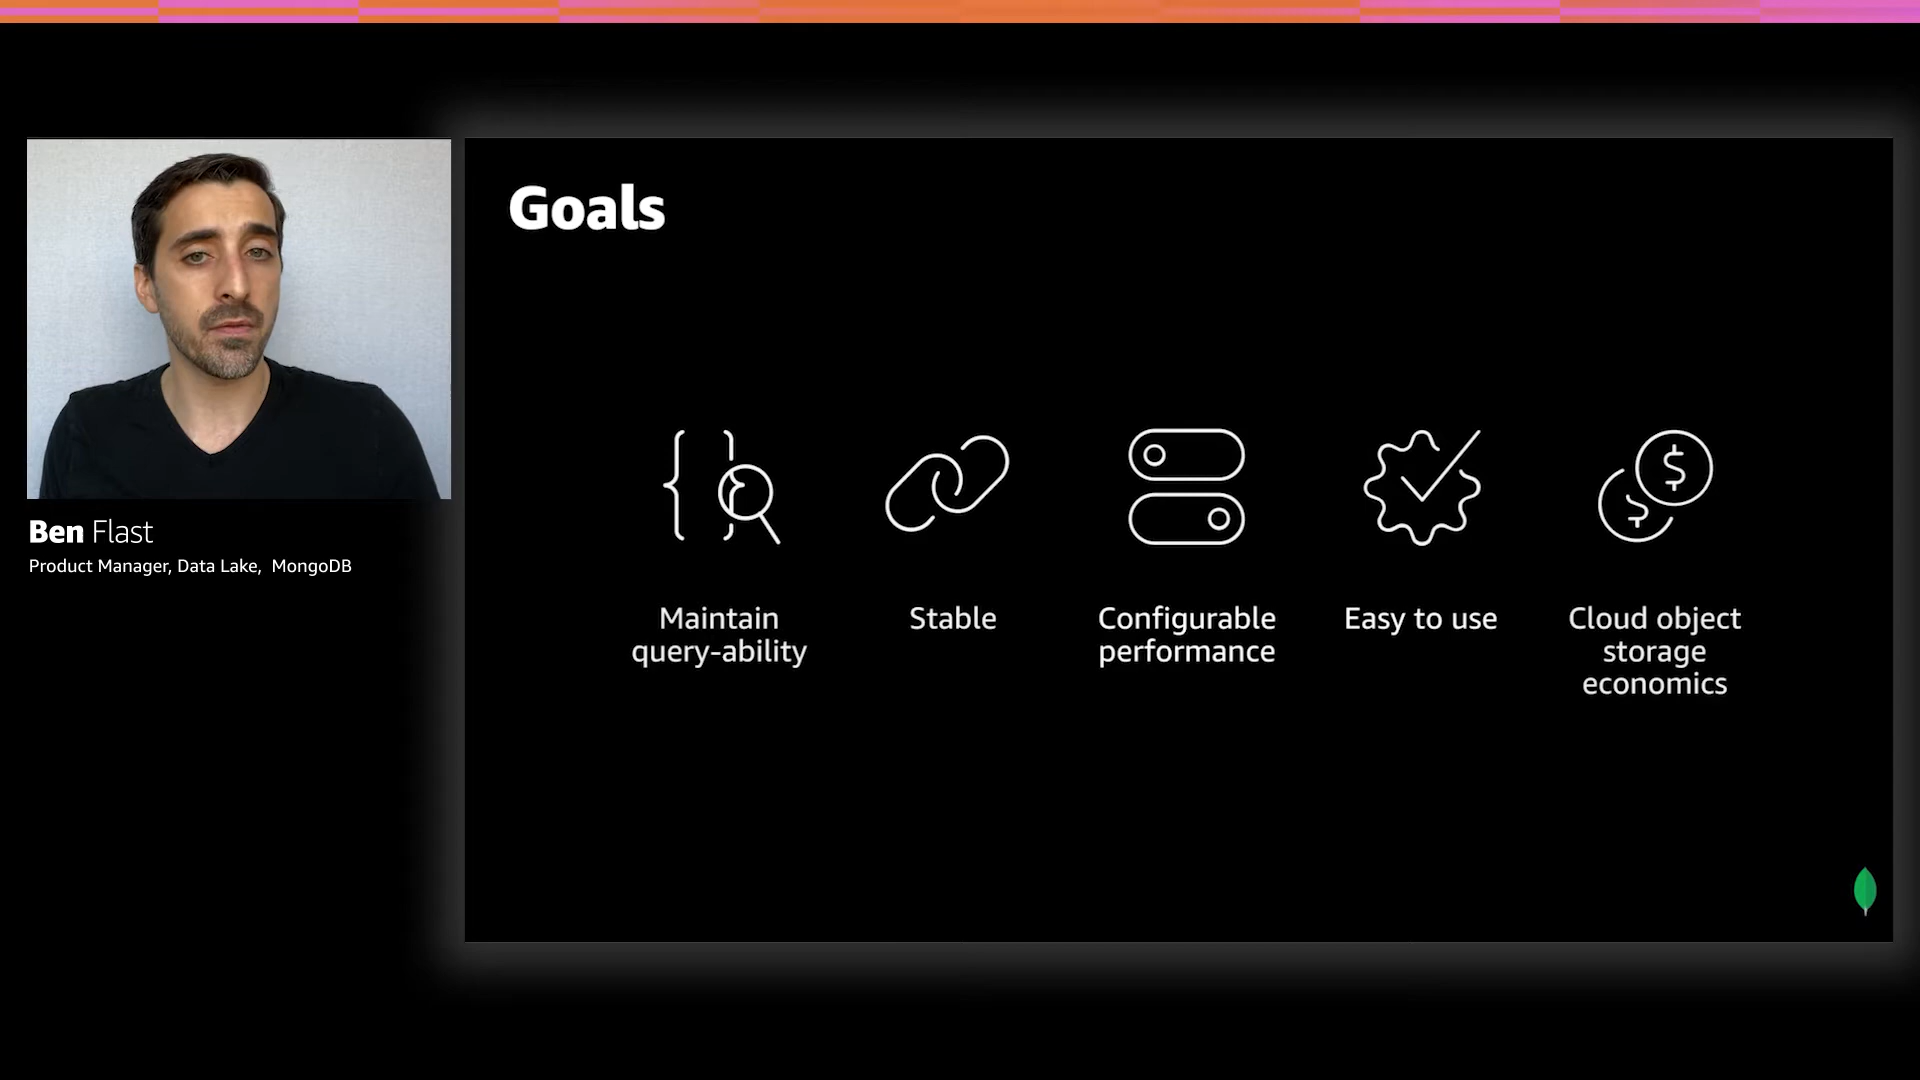 Goals
Ben Flast
Product Manager, Data Lake, MongoDB
Maintain
query-ability
Stable
Configurable
performance
Easy to use
Cloud object
storage
economics